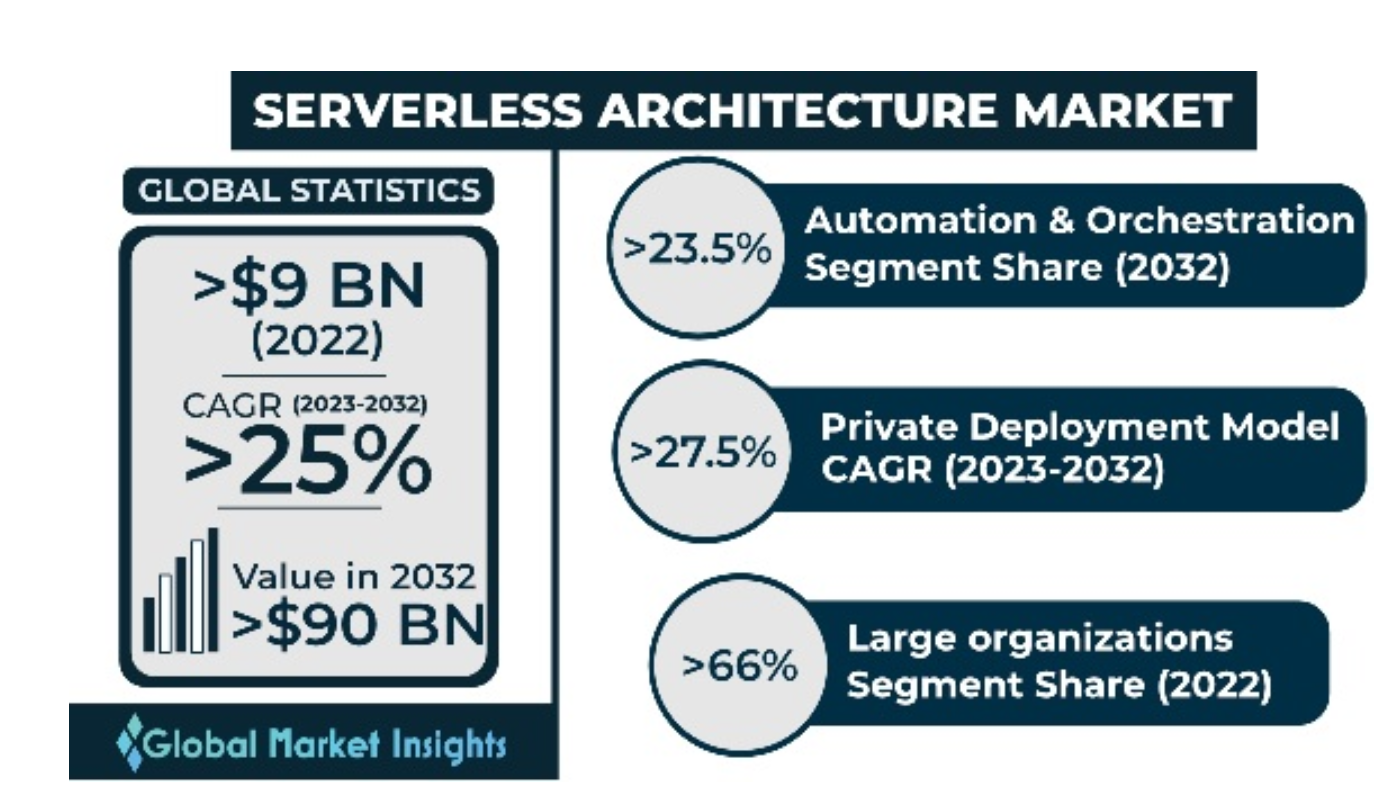 SERVERLESS ARCHITECTURE MARKET
GLOBAL STATISTICS
>$9 BN
(2022)
CAGR (2023-2032)
>25%
Value in 2032
>$90 BN
Global Market Insights
>23.5%
Automation & Orchestration
Segment Share (2032)
>27.5%
Private Deployment Model
CAGR (2023-2032)
>66%
Large organizations
Segment Share (2022)